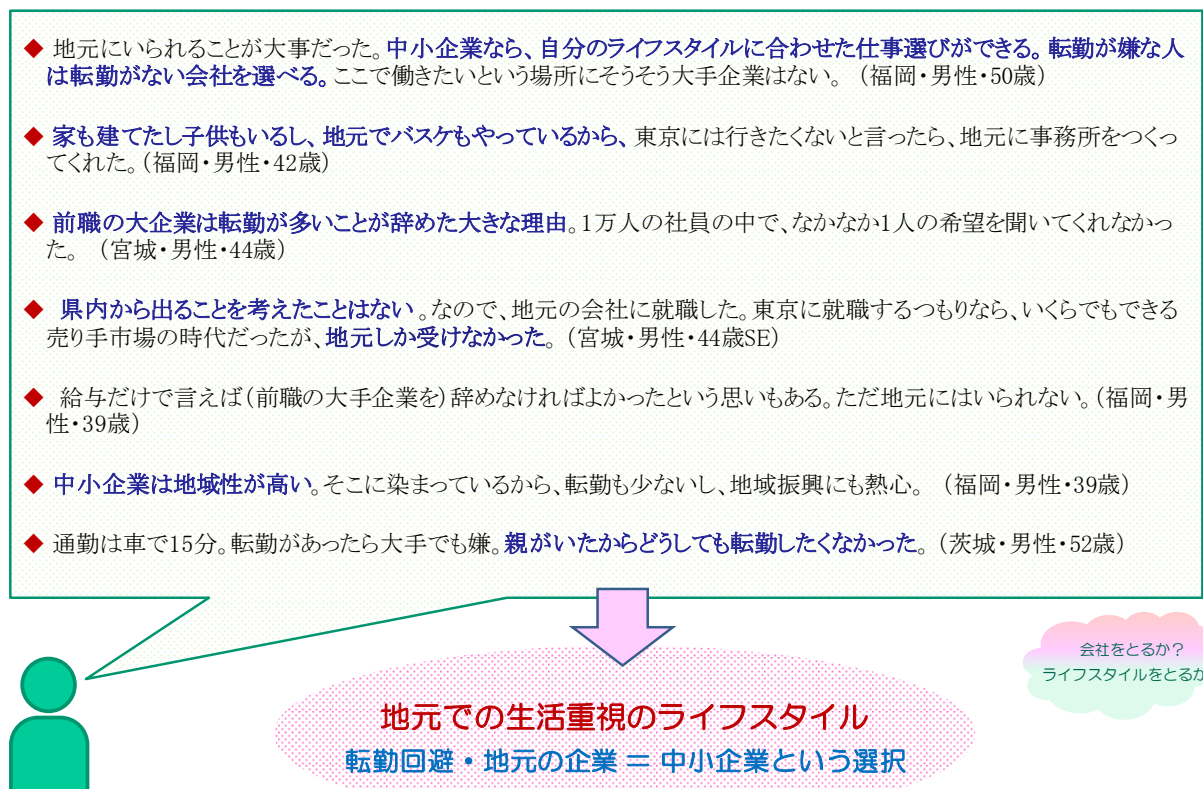 ◆ 地元にいられることが大事だった。中小企業なら、自分のライフスタイルに合わせた仕事選びができる。転勤が嫌な人
は転勤がない会社を選べる。ここで働きたいという場所にそうそう大手企業はない。 （福岡・男性・50歳）
◆ 家も建てたし子供もいるし、地元でバスケもやっているから、東京には行きたくないと言ったら、地元に事務所をつくっ
てくれた。（福岡・男性・42歳）
◆ 前職の大企業は転勤が多いことが辞めた大きな理由。1万人の社員の中で、なかなか1人の希望を聞いてくれなかっ
た。 （宮城・男性・44歳）
◆ 県内から出ることを考えたことはない。なので、地元の会社に就職した。東京に就職するつもりなら、いくらでもできる
売り手市場の時代だったが、地元しか受けなかった。（宮城・男性・44歳SE）
◆ 給与だけで言えば（前職の大手企業を）辞めなければよかったという思いもある。ただ地元にはいられない。（福岡・男
性・39歳）
◆ 中小企業は地域性が高い。そこに染まっているから、転勤も少ないし、地域振興にも熱心。 （福岡・男性・39歳）
◆ 通勤は車で15分。転勤があったら大手でも嫌。親がいたからどうしても転勤したくなかった。（茨城・男性・52歳）
会社をとるか？
ライフスタイルをとるか
地元での生活重視のライフスタイル
転勤回避・地元の企業 ＝ 中小企業という選択